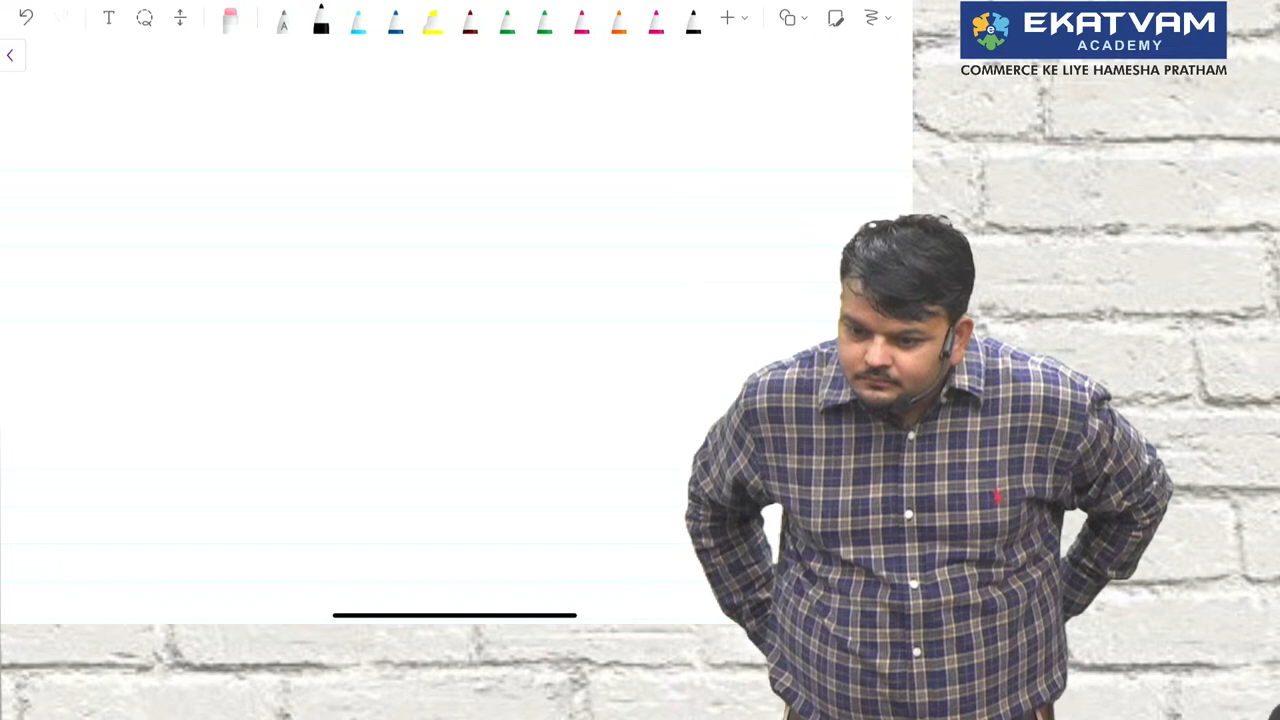 T
A
EKATVAM
ACADEMY
COMMERCE KE LIYE HAMESHA PRATHAM